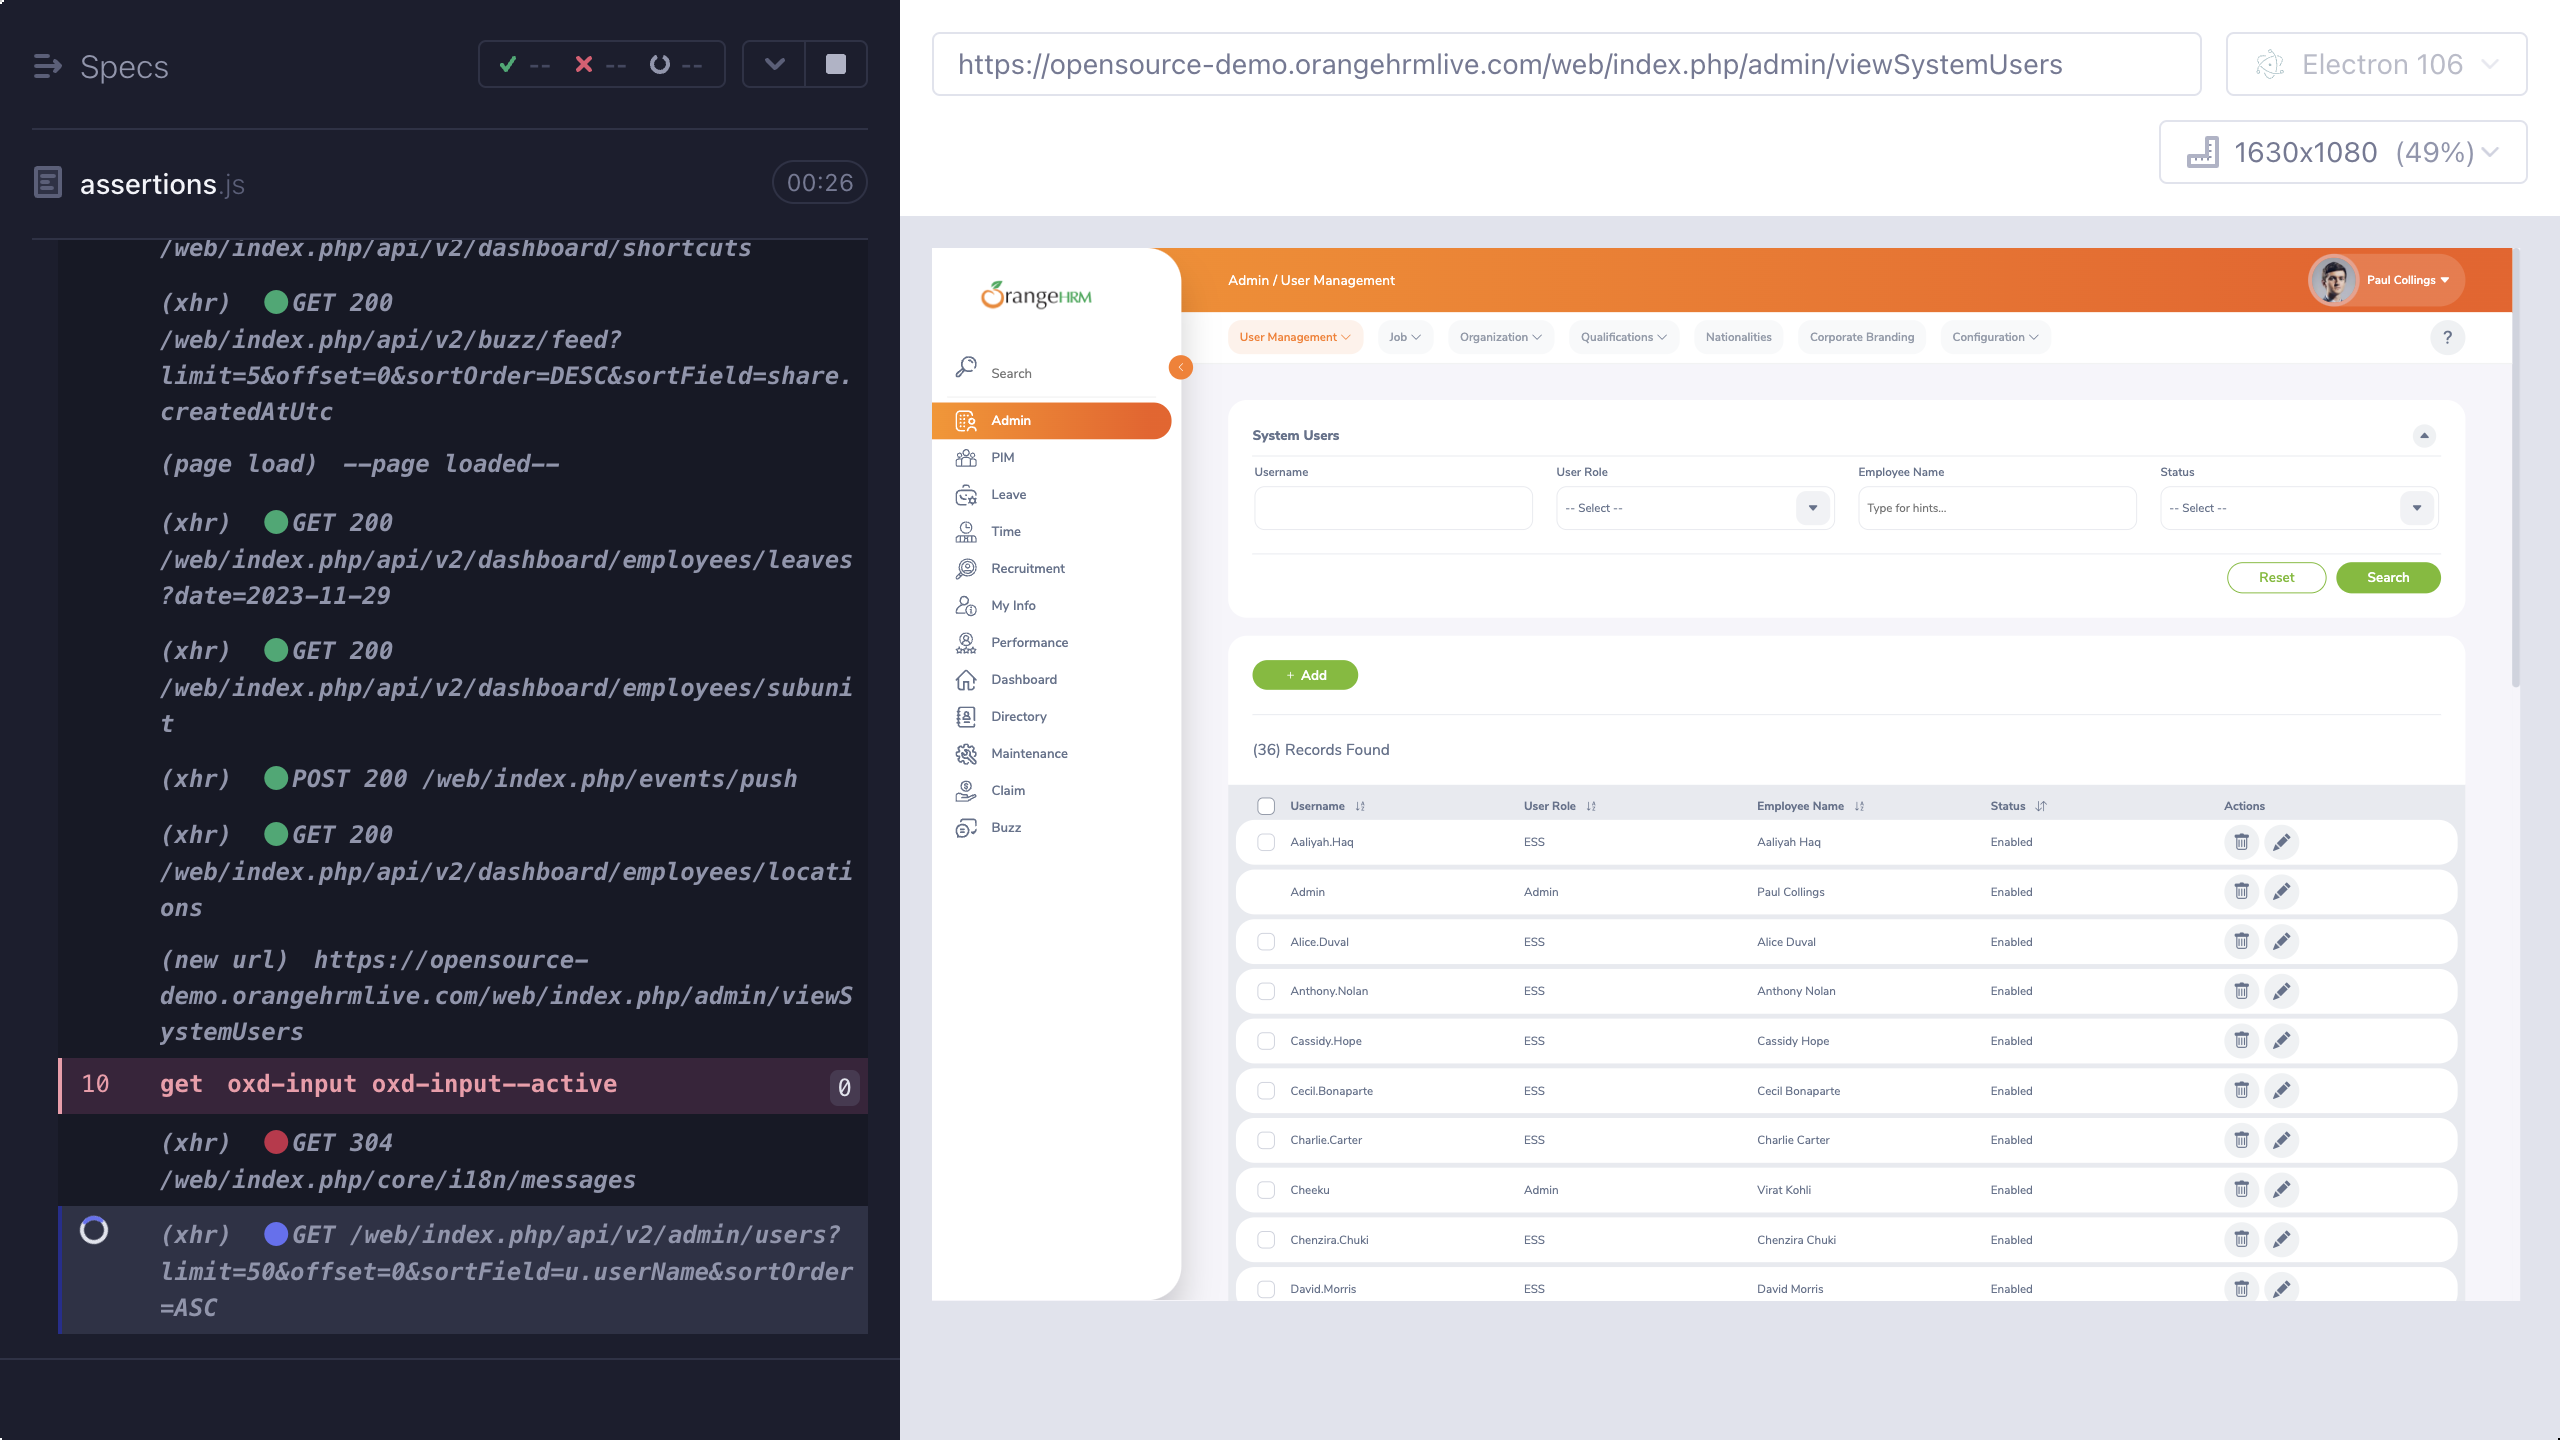 Specs
-- -- --
assertions.js
00:26
/web/index.php/api/v2/dashboard/shortcuts
(xhr) GET 200
/web/index.php/api/v2/buzz/feed?
limit=5&offset=0&sortOrder=DESC&sortField=share.
createdAtUtc
(page load) --page loaded--
(xhr) GET 200
/web/index.php/api/v2/dashboard/employees/leaves
?date=2023-11-29
(xhr) GET 200
/web/index.php/api/v2/dashboard/employees/subuni
t
(xhr) POST 200 /web/index.php/events/push
(xhr) GET 200
/web/index.php/api/v2/dashboard/employees/locati
ons
(new url) https://opensource-
demo.orangehrmlive.com/web/index.php/admin/viewS
ystemUsers
10 get oxd-input oxd-input--active 0
(xhr) GET 304
/web/index.php/core/i18n/messages
(xhr) GET /web/index.php/api/v2/admin/users?
limit=50&offset=0&sortField=u.userName&sortOrder
=ASC
https://opensource-demo.orangehrmlive.com/web/index.php/admin/viewSystemUsers
Electron 106
1630x1080 (49%)
OrangeHRM
Search
Admin
PIM
Leave
Time
Recruitment
My Info
Performance
Dashboard
Directory
Maintenance
Claim
Buzz
Admin / User Management
Paul Collings
User Management Job Organization Qualifications Nationalities Corporate Branding Configuration ?
System Users
Username User Role Employee Name Status
-- Select -- Type for hints... -- Select --
Reset Search
+ Add
(36) Records Found
Username User Role Employee Name Status Actions
Aaliyah.Haq ESS Aaliyah Haq Enabled
Admin Admin Paul Collings Enabled
Alice.Duval ESS Alice Duval Enabled
Anthony.Nolan ESS Anthony Nolan Enabled
Cassidy.Hope ESS Cassidy Hope Enabled
Cecil.Bonaparte ESS Cecil Bonaparte Enabled
Charlie.Carter ESS Charlie Carter Enabled
Cheeku Admin Virat Kohli Enabled
Chenzira.Chuki ESS Chenzira Chuki Enabled
David.Morris ESS David Morris Enabled